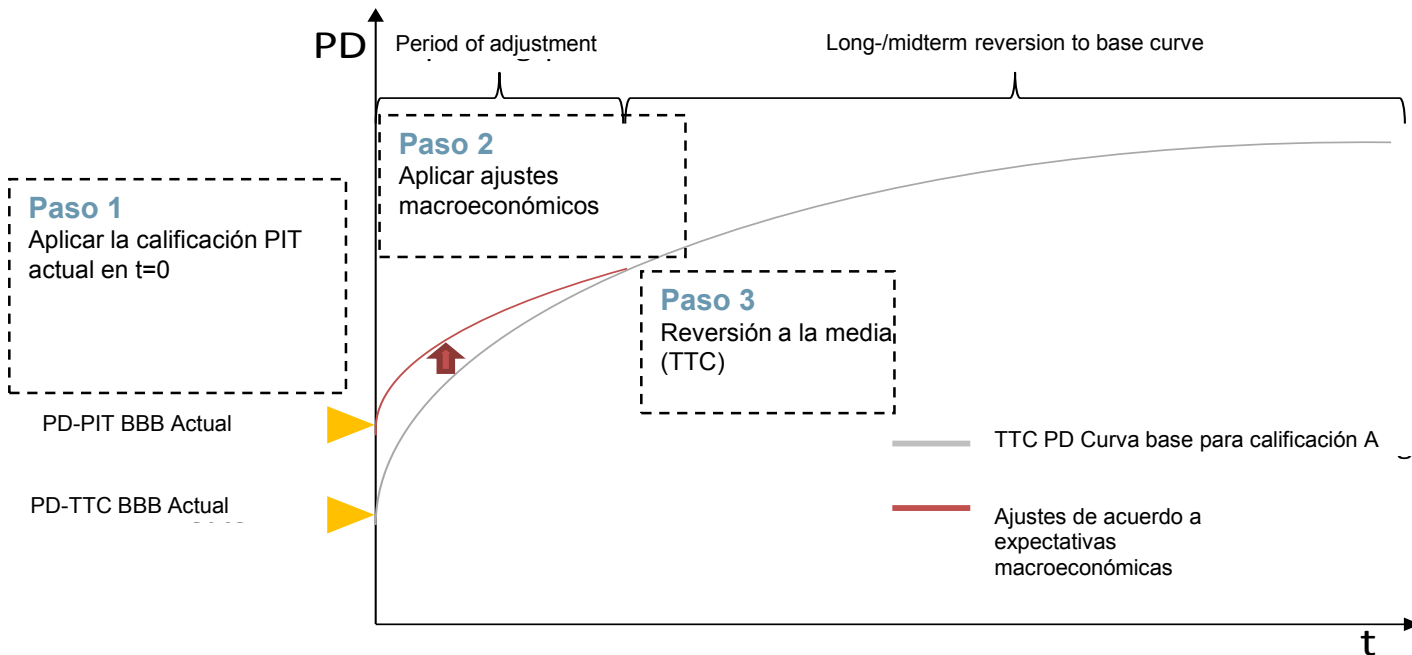 PD
Period of adjustment
Long-/midterm reversion to base curve
Paso 1
Aplicar la calificación PIT
actual en t=0
Paso 2
Aplicar ajustes
macroeconómicos
Paso 3
Reversión a la media
(TTC)
PD-PIT BBB Actual
PD-TTC BBB Actual
TTC PD Curva base para calificación A
Ajustes de acuerdo a
expectativas
macroeconómicas
t